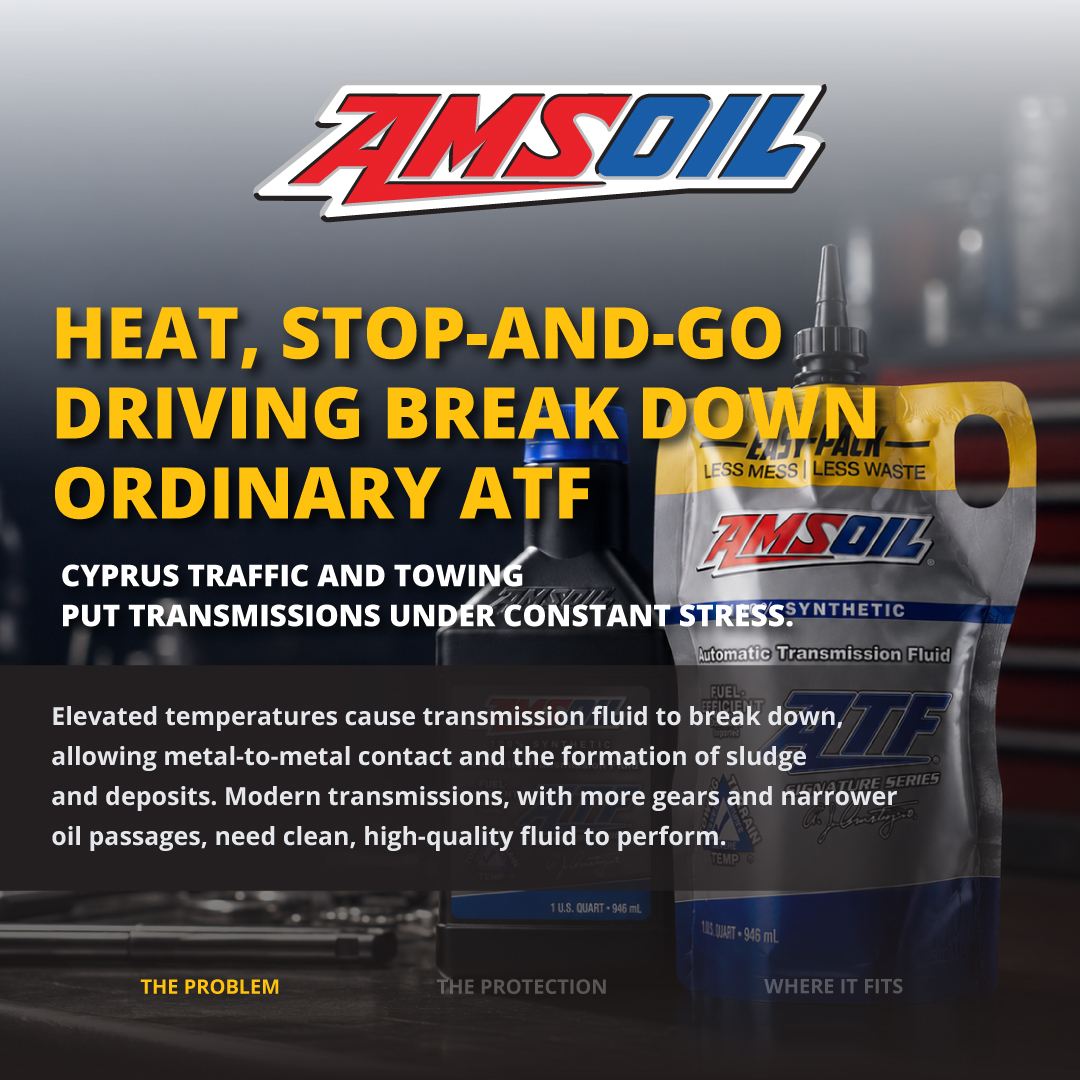 AMSOIL
HEAT, STOP-AND-GO
DRIVING BREAK DOWN
ORDINARY ATF
EASY-PACK
LESS MESS | LESS WASTE
AMSOIL
CYPRUS TRAFFIC AND TOWING
PUT TRANSMISSIONS UNDER CONSTANT STRESS.
AMSOIL
SYNTHETIC
Automatic Transmission Fluid
Elevated temperatures cause transmission fluid to break down,
allowing metal-to-metal contact and the formation of sludge
and deposits. Modern transmissions, with more gears and narrower
oil passages, need clean, high-quality fluid to perform.
AMSOIL
FUEL-
EFFICIENT
ATF
SIGNATURE SERIES
TEMP
1 U.S. QUART • 946 mL
1 U.S. QUART • 946 mL
THE PROBLEM
THE PROTECTION
WHERE IT FITS